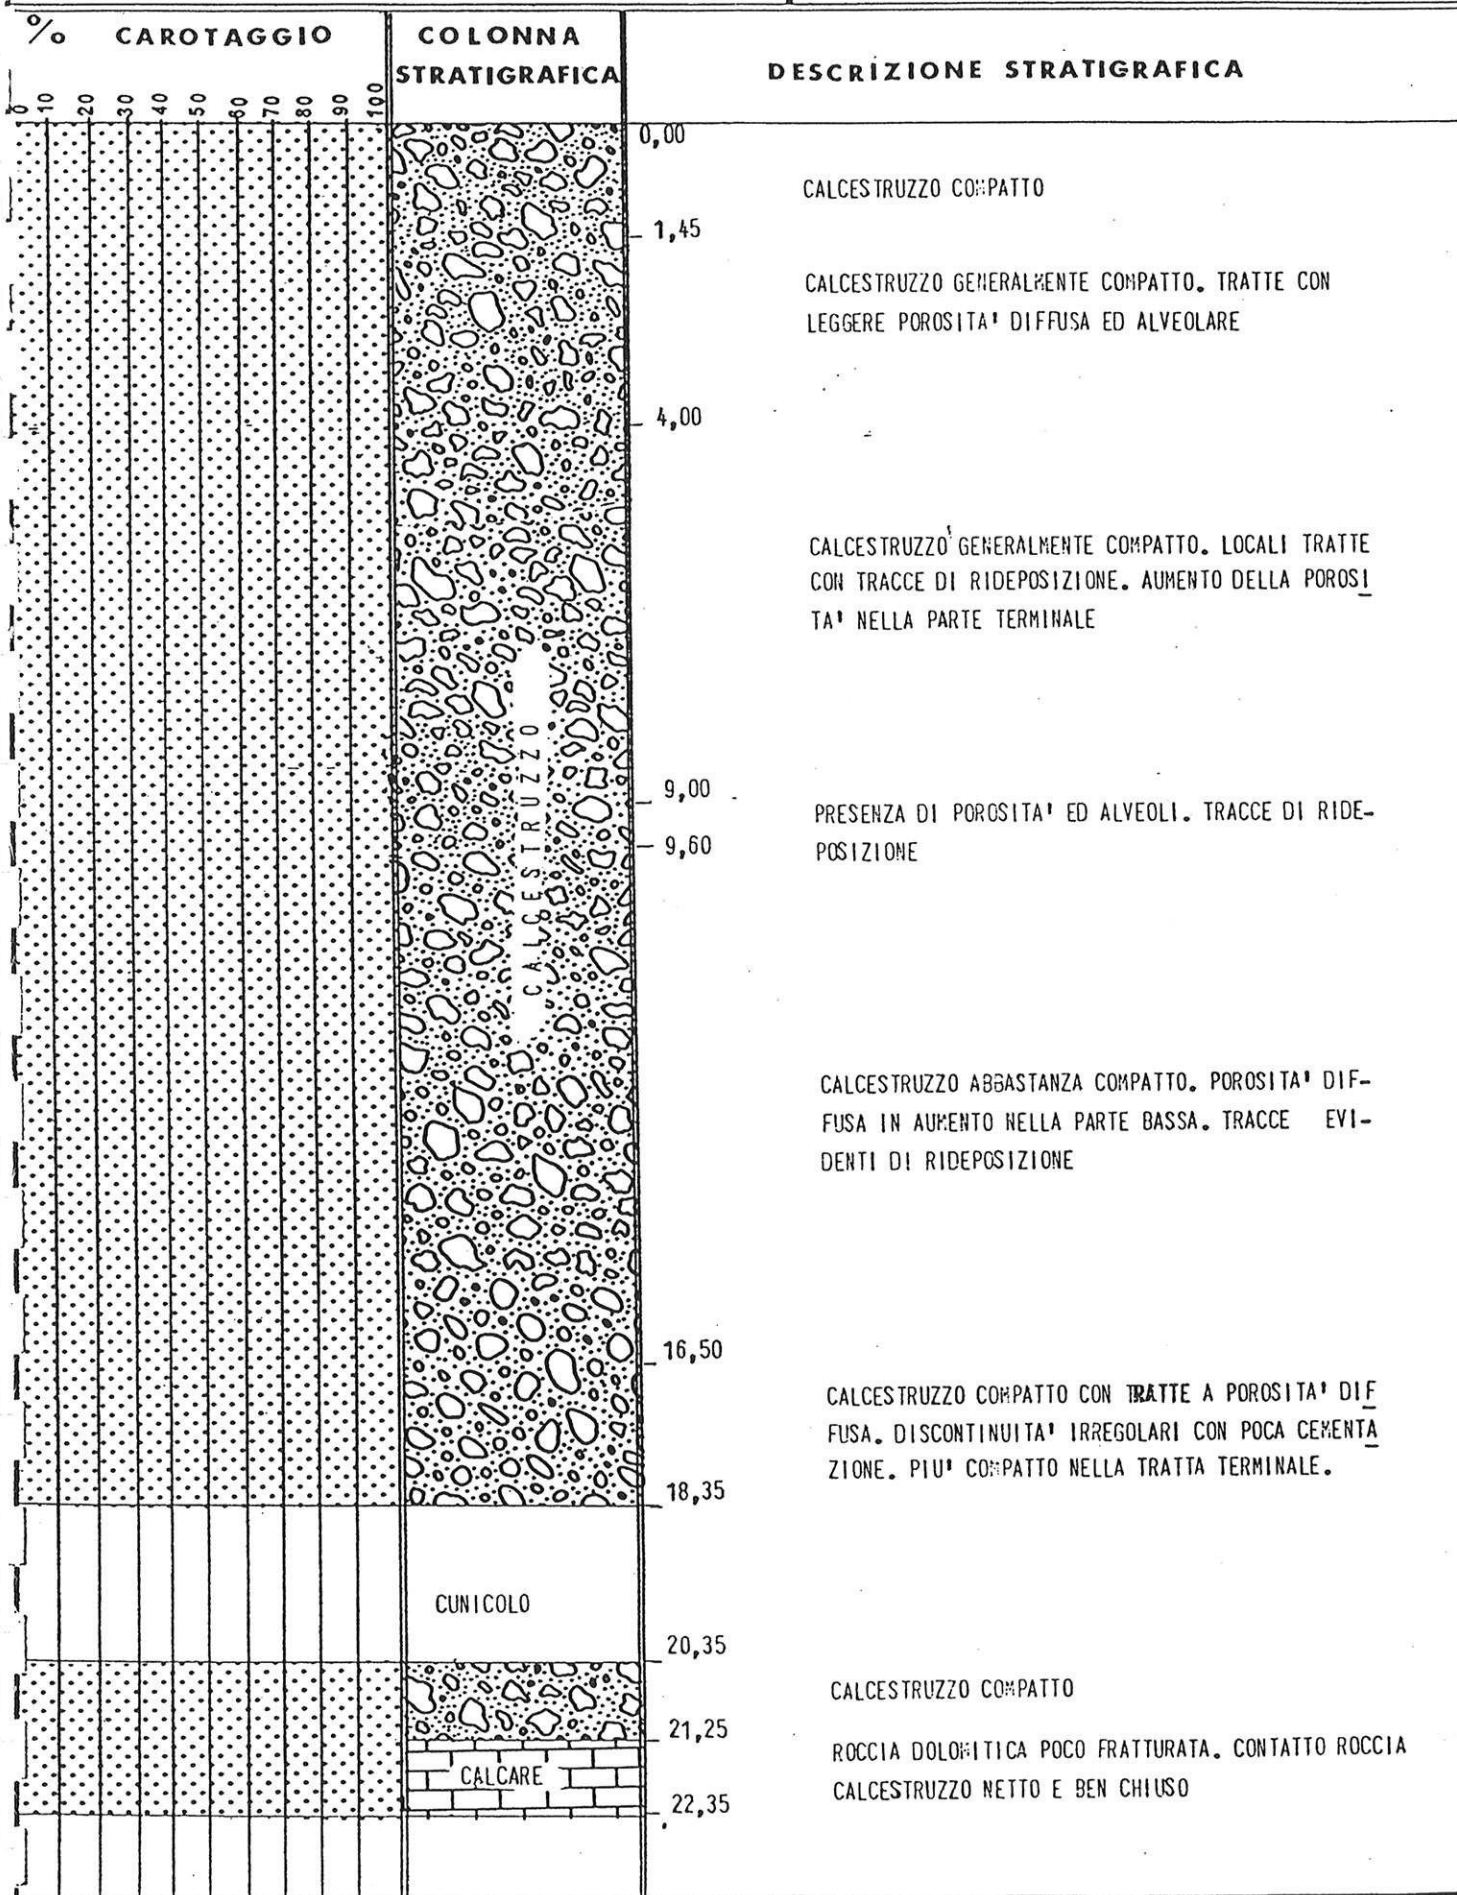 % CAROTAGGIO
COLONNA
STRATIGRAFICA
DESCRIZIONE STRATIGRAFICA
0 10 20 30 40 50 60 70 80 90 100
0,00
CALCESTRUZZO COMPATTO
1,45
CALCESTRUZZO GENERALMENTE COMPATTO. TRATTE CON
LEGGERE POROSITA' DIFFUSA ED ALVEOLARE
4,00
CALCESTRUZZO GENERALMENTE COMPATTO. LOCALI TRATTE
CON TRACCE DI RIDEPOSIZIONE. AUMENTO DELLA POROSI
TA' NELLA PARTE TERMINALE
CALCESTRUZZO
9,00
PRESENZA DI POROSITA' ED ALVEOLI. TRACCE DI RIDE-
9,60
POSIZIONE
CALCESTRUZZO ABBASTANZA COMPATTO. POROSITA' DIF-
FUSA IN AUMENTO NELLA PARTE BASSA. TRACCE EVI-
DENTI DI RIDEPOSIZIONE
16,50
CALCESTRUZZO COMPATTO CON TRATTE A POROSITA' DIF
FUSA. DISCONTINUITA' IRREGOLARI CON POCA CEMENTA
ZIONE. PIU' COMPATTO NELLA TRATTA TERMINALE.
18,35
CUNICOLO
20,35
CALCESTRUZZO COMPATTO
21,25
ROCCIA DOLOMITICA POCO FRATTURATA. CONTATTO ROCCIA
CALCARE
CALCESTRUZZO NETTO E BEN CHIUSO
22,35